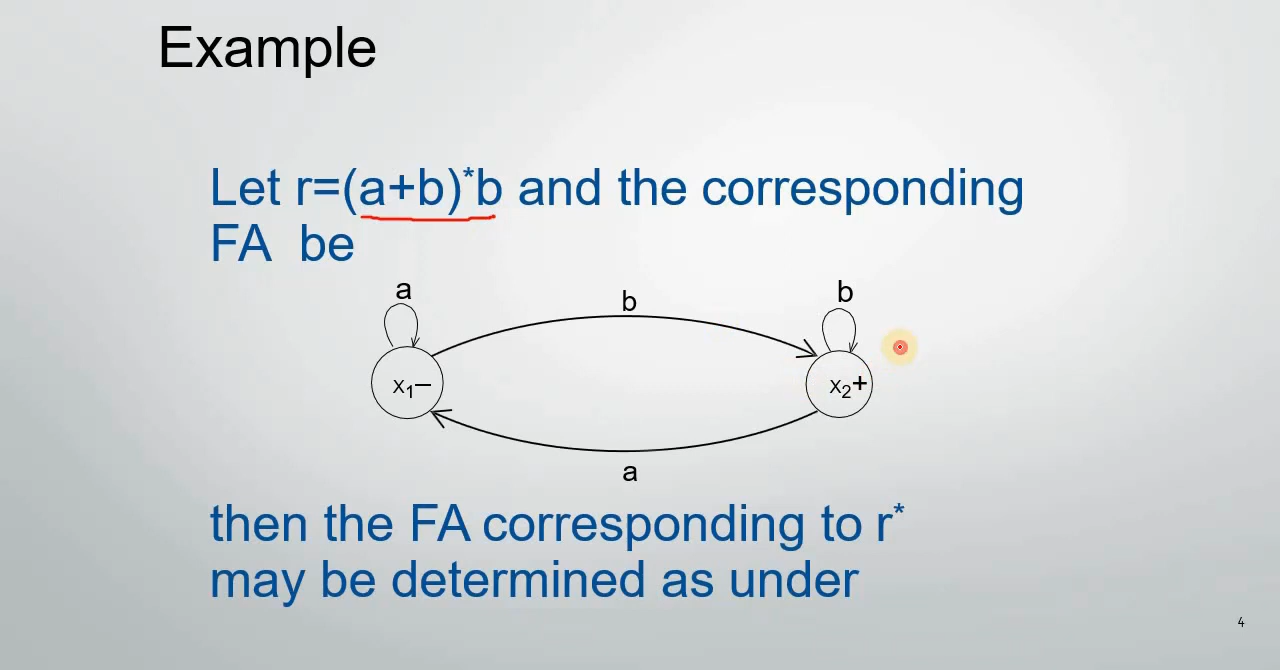 Example
Let r=(a+b)*b and the corresponding
FA be
a
b
b
x₁–
x₂+
a
then the FA corresponding to r*
may be determined as under
4